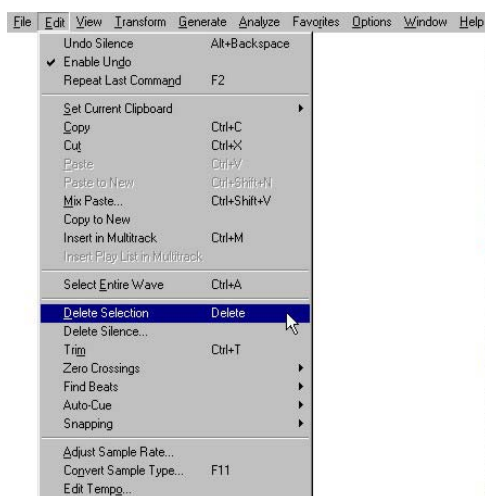 File Edit View Transform Generate Analyze Favorites Options Window Help
Undo Silence Alt+Backspace
Enable Undo
Repeat Last Command F2
Set Current Clipboard
Copy Ctrl+C
Cut Ctrl+X
Paste Ctrl+V
Paste to New Ctrl+Shift+N
Mix Paste... Ctrl+Shift+V
Copy to New
Insert in Multitrack Ctrl+M
Insert Play List in Multitrack
Select Entire Wave Ctrl+A
Delete Selection Delete
Delete Silence...
Trim Ctrl+T
Zero Crossings
Find Beats
Auto-Cue
Snapping
Adjust Sample Rate...
Convert Sample Type... F11
Edit Tempo...